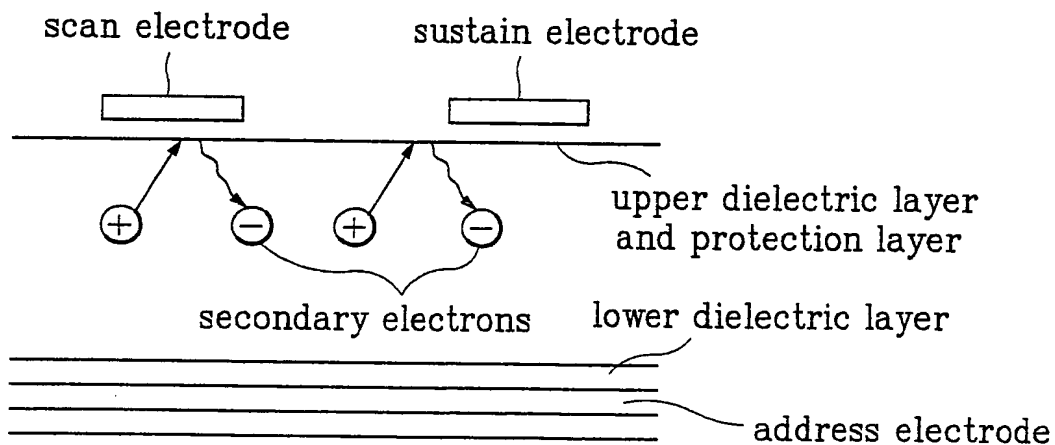 scan electrode
sustain electrode
+
-
+
-
upper dielectric layer
and protection layer
secondary electrons
lower dielectric layer
address electrode